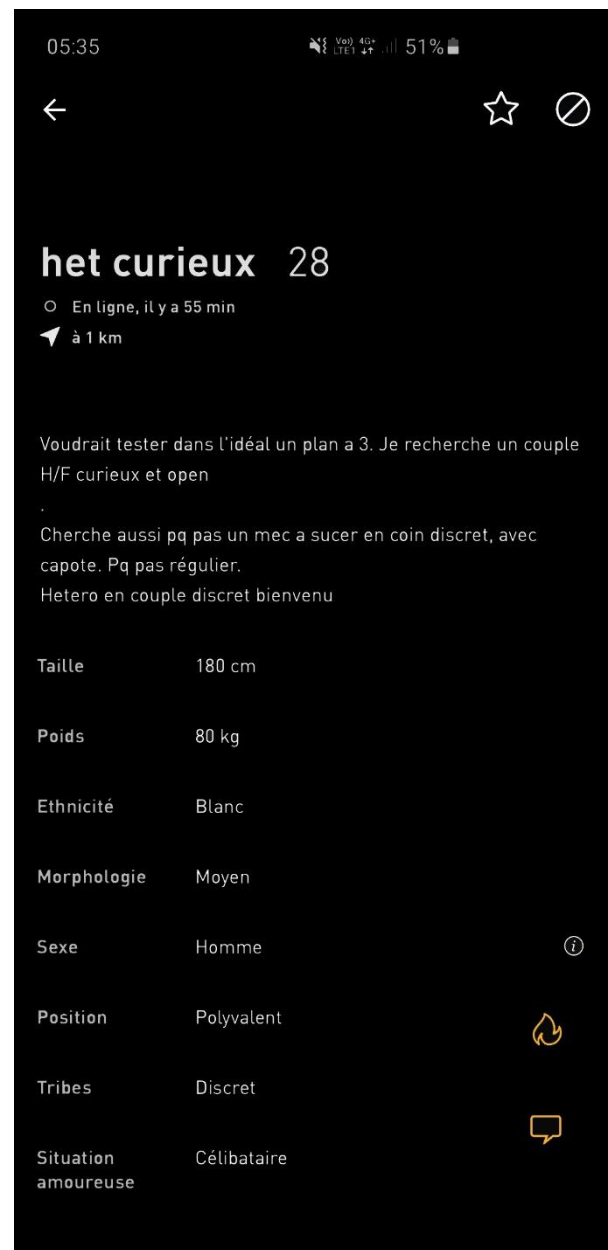 05:35 Vo)) 4G+ LTE1 51%
het curieux 28
En ligne, il y a 55 min
à 1 km
Voudrait tester dans l'idéal un plan a 3. Je recherche un couple
H/F curieux et open
.
Cherche aussi pq pas un mec a sucer en coin discret, avec
capote. Pq pas régulier.
Hetero en couple discret bienvenu
Taille 180 cm
Poids 80 kg
Ethnicité Blanc
Morphologie Moyen
Sexe Homme
Position Polyvalent
Tribes Discret
Situation Célibataire
amoureuse